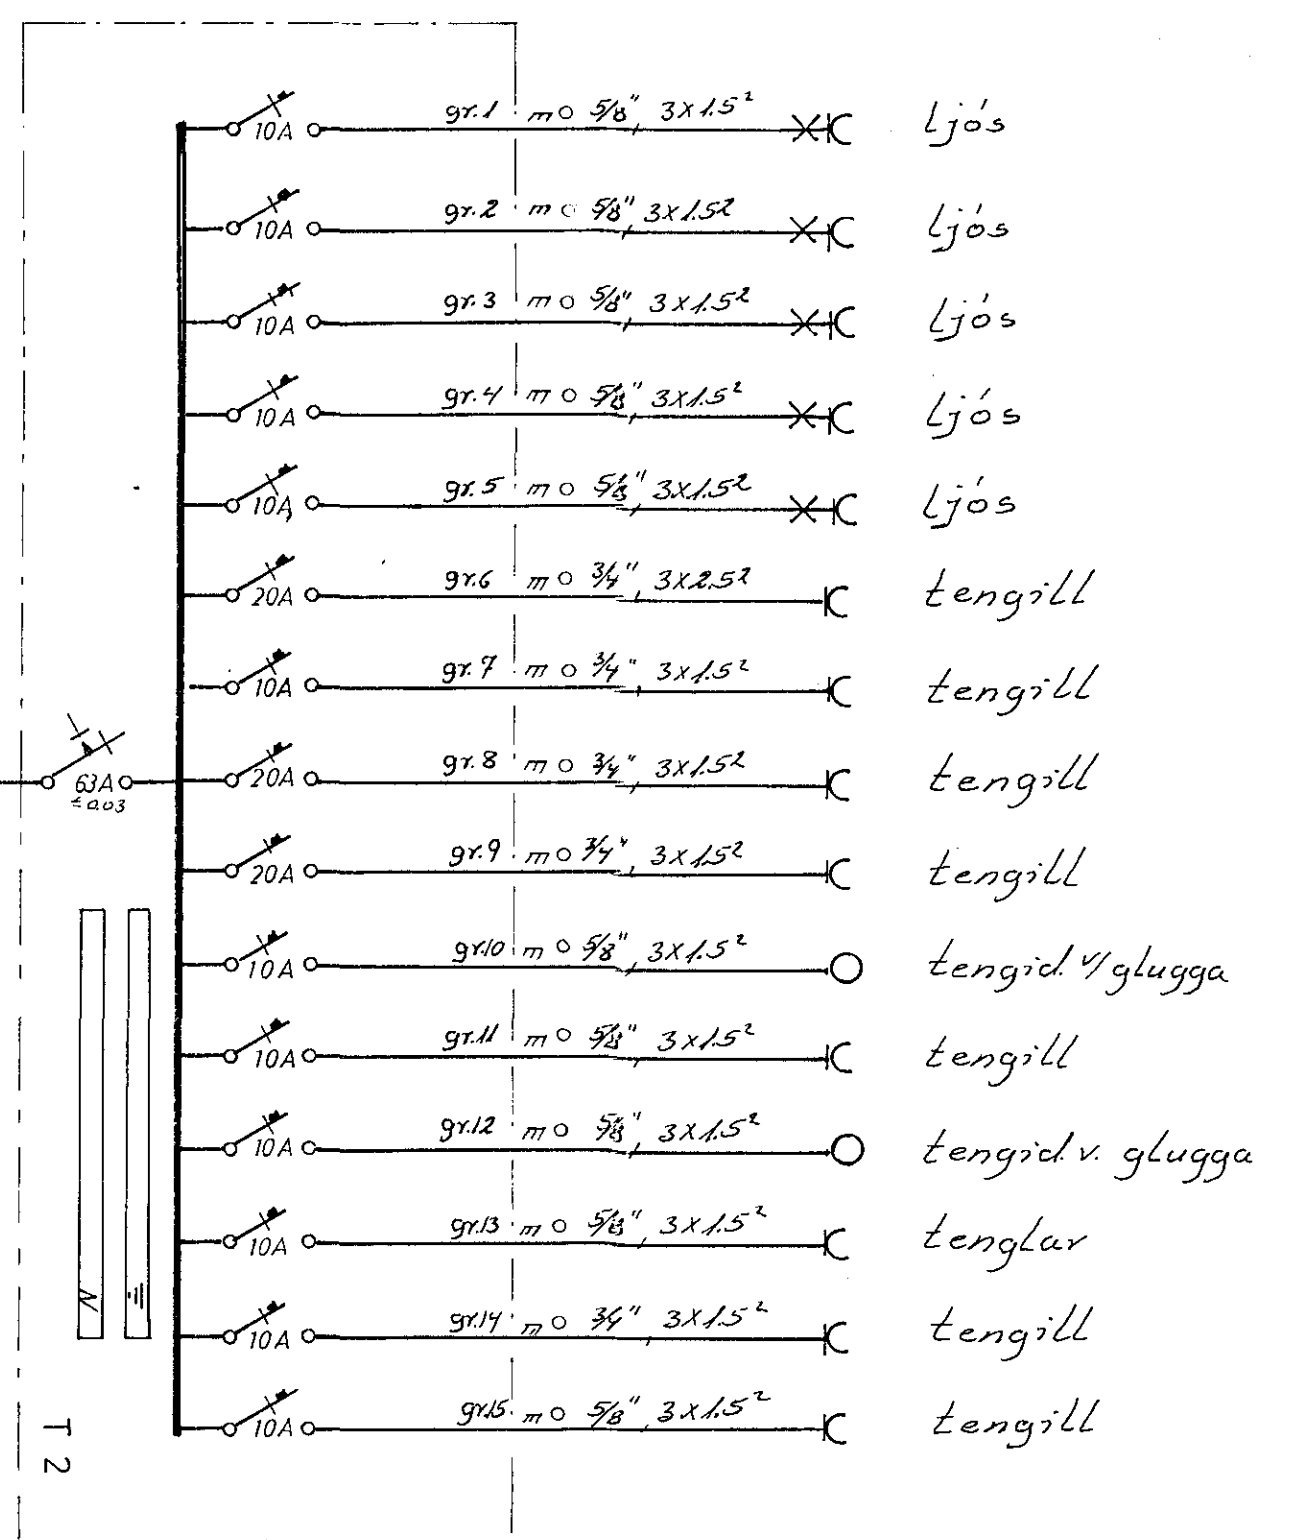 gr.1 m o 5/8", 3x1.5² ljós
10A
gr.2 m o 5/8", 3x1.5² ljós
10A
gr.3 m o 5/8", 3x1.5² ljós
10A
gr.4 m o 5/8", 3x1.5² ljós
10A
gr.5 m o 5/8", 3x1.5² ljós
10A
gr.6 m o 3/4", 3x2.5² tengill
20A
gr.7 m o 3/4", 3x1.5² tengill
10A
gr.8 m o 3/4", 3x1.5² tengill
63A 20A
± 0.03
gr.9 m o 3/4", 3x1.5² tengill
20A
gr.10 m o 5/8", 3x1.5² tengid. v/glugga
10A
gr.11 m o 5/8", 3x1.5² tengill
10A
gr.12 m o 5/8", 3x1.5² tengid. v. glugga
10A
gr.13 m o 5/8", 3x1.5² tenglar
10A
N
gr.14 m o 3/4", 3x1.5² tengill
10A
gr.15. m o 5/8", 3x1.5² tengill
10A
T2